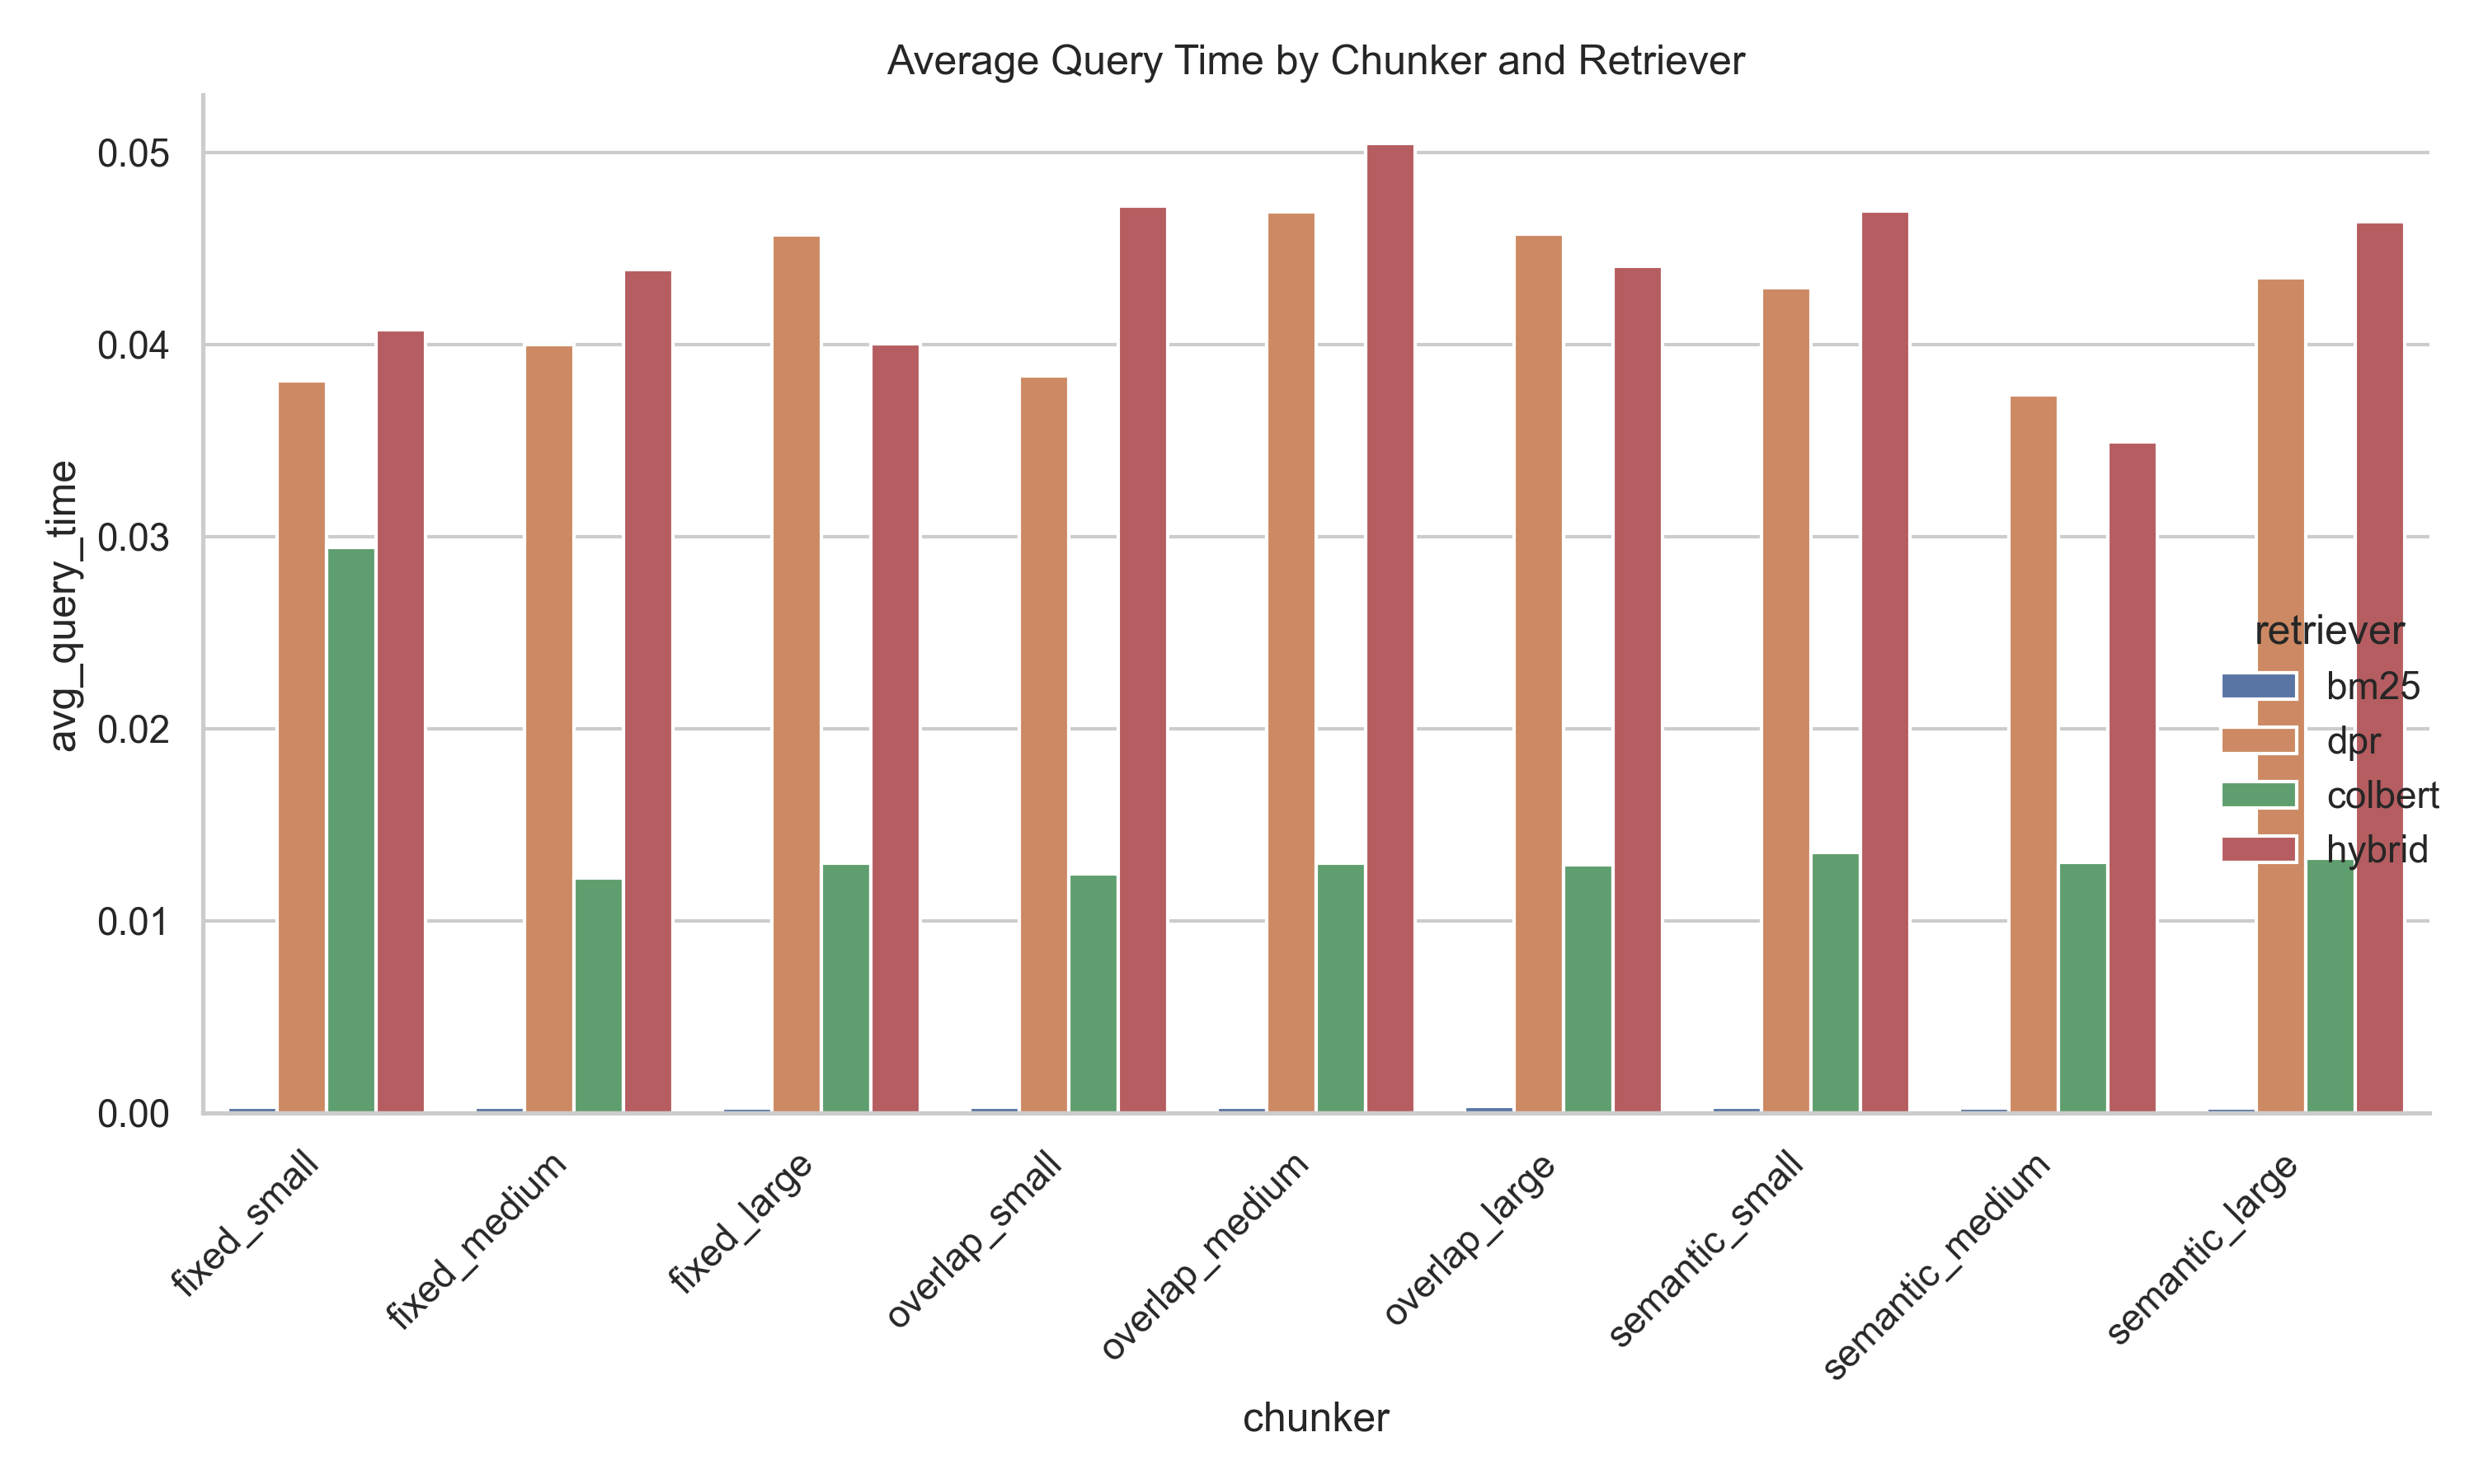 Average Query Time by Chunker and Retriever
avg_query_time
0.05
0.04
0.03
0.02
0.01
0.00
retriever
bm25
dpr
colbert
hybrid
fixed_small
fixed_medium
fixed_large
overlap_small
overlap_medium
overlap_large
semantic_small
semantic_medium
semantic_large
chunker